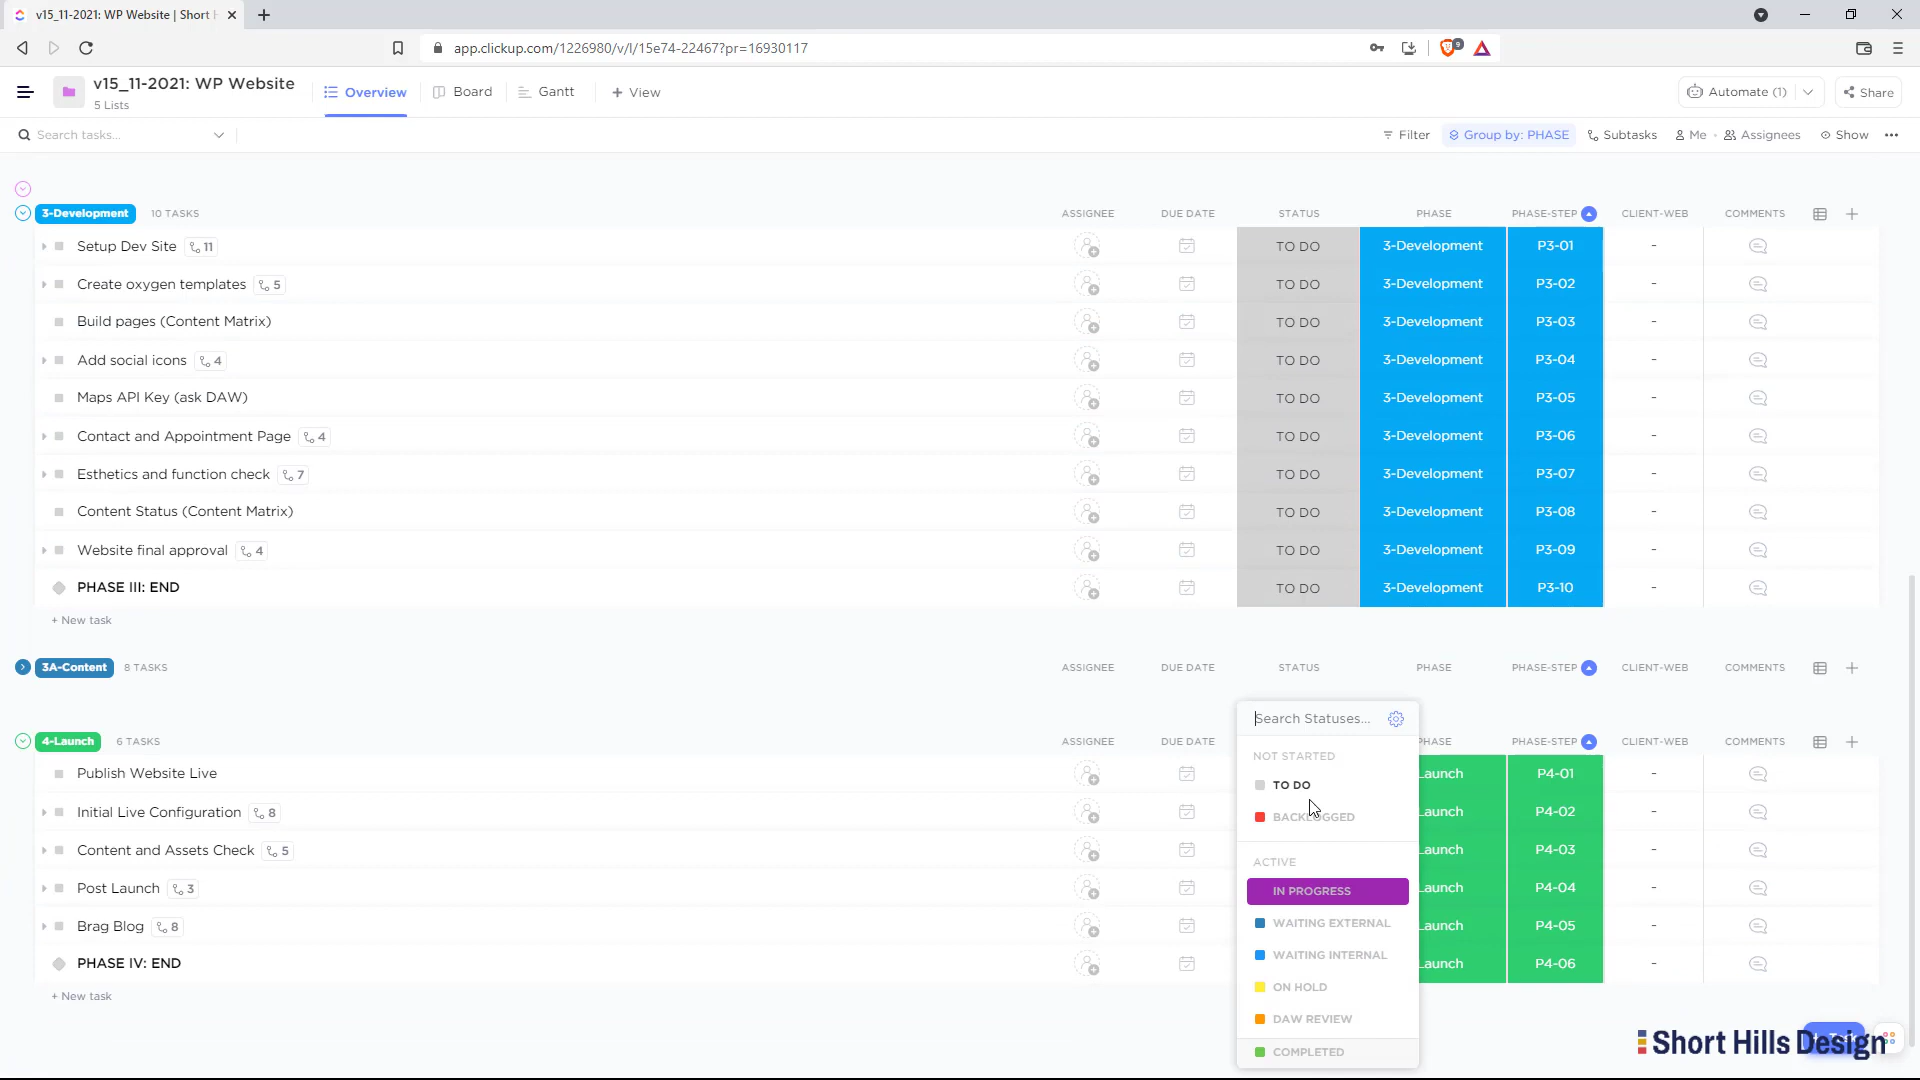 v15_11-2021: WP Website | Short
app.clickup.com/1226980/v/l/15e74-22467?pr=16930117
9
v15_11-2021: WP Website
5 Lists
Overview
Board
Gantt
+ View
Automate (1)
Share
Search tasks...
Filter
Group by: PHASE
Subtasks
Me
Assignees
Show
3-Development 10 TASKS ASSIGNEE DUE DATE STATUS PHASE PHASE-STEP CLIENT-WEB COMMENTS
Setup Dev Site 11 TO DO 3-Development P3-01 -
Create oxygen templates 5 TO DO 3-Development P3-02 -
Build pages (Content Matrix) TO DO 3-Development P3-03 -
Add social icons 4 TO DO 3-Development P3-04 -
Maps API Key (ask DAW) TO DO 3-Development P3-05 -
Contact and Appointment Page 4 TO DO 3-Development P3-06 -
Esthetics and function check 7 TO DO 3-Development P3-07 -
Content Status (Content Matrix) TO DO 3-Development P3-08 -
Website final approval 4 TO DO 3-Development P3-09 -
PHASE III: END TO DO 3-Development P3-10 -
+ New task
3A-Content 8 TASKS ASSIGNEE DUE DATE STATUS PHASE PHASE-STEP CLIENT-WEB COMMENTS
4-Launch 6 TASKS ASSIGNEE DUE DATE PHASE PHASE-STEP CLIENT-WEB COMMENTS
Publish Website Live Launch P4-01 -
Initial Live Configuration 8 Launch P4-02 -
Content and Assets Check 5 Launch P4-03 -
Post Launch 3 Launch P4-04 -
Brag Blog 8 Launch P4-05 -
PHASE IV: END Launch P4-06 -
+ New task
Search Statuses...
NOT STARTED
TO DO
BACKLOGGED
ACTIVE
IN PROGRESS
WAITING EXTERNAL
WAITING INTERNAL
ON HOLD
DAW REVIEW
COMPLETED
Short Hills Design